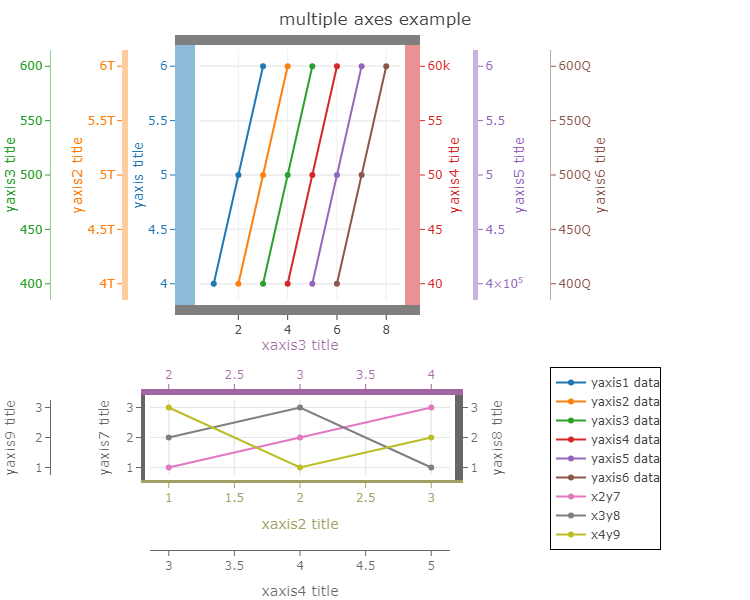 multiple axes example
600 6T 6 60k 6 600Q
550 5.5T 5.5 55 5.5 550Q
500 5T 5 50 5 500Q
450 4.5T 4.5 45 4.5 450Q
400 4T 4 40 4×10⁵ 400Q
yaxis3 title
yaxis2 title
yaxis title
yaxis4 title
yaxis5 title
yaxis6 title
2 4 6 8
xaxis3 title
2 2.5 3 3.5 4
3 3 3
2 2 2
1 1 1
yaxis9 title
yaxis7 title
yaxis8 title
1 1.5 2 2.5 3
xaxis2 title
3 3.5 4 4.5 5
xaxis4 title
yaxis1 data
yaxis2 data
yaxis3 data
yaxis4 data
yaxis5 data
yaxis6 data
x2y7
x3y8
x4y9